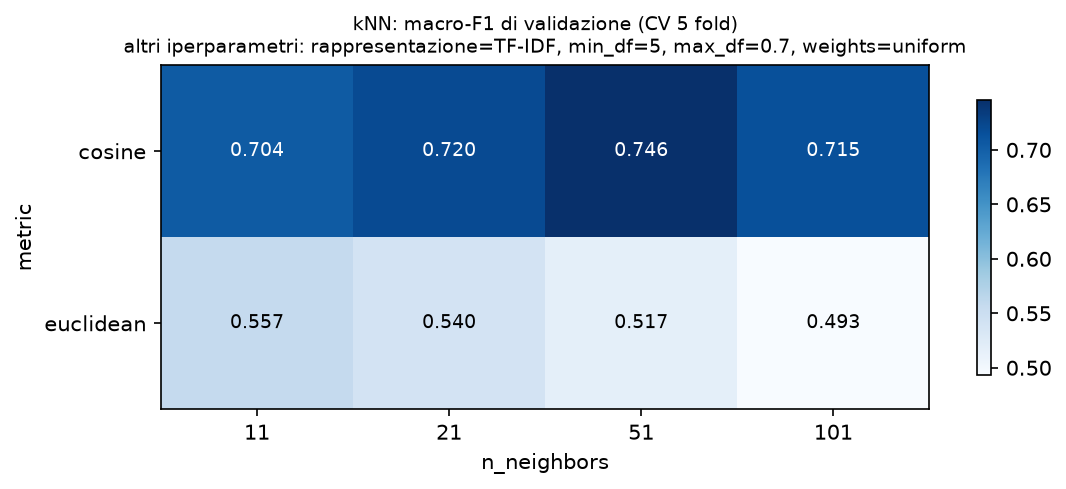 kNN: macro-F1 di validazione (CV 5 fold)
altri iperparametri: rappresentazione=TF-IDF, min_df=5, max_df=0.7, weights=uniform
metric
cosine
0.704
0.720
0.746
0.715
euclidean
0.557
0.540
0.517
0.493
11
21
51
101
n_neighbors
0.70
0.65
0.60
0.55
0.50